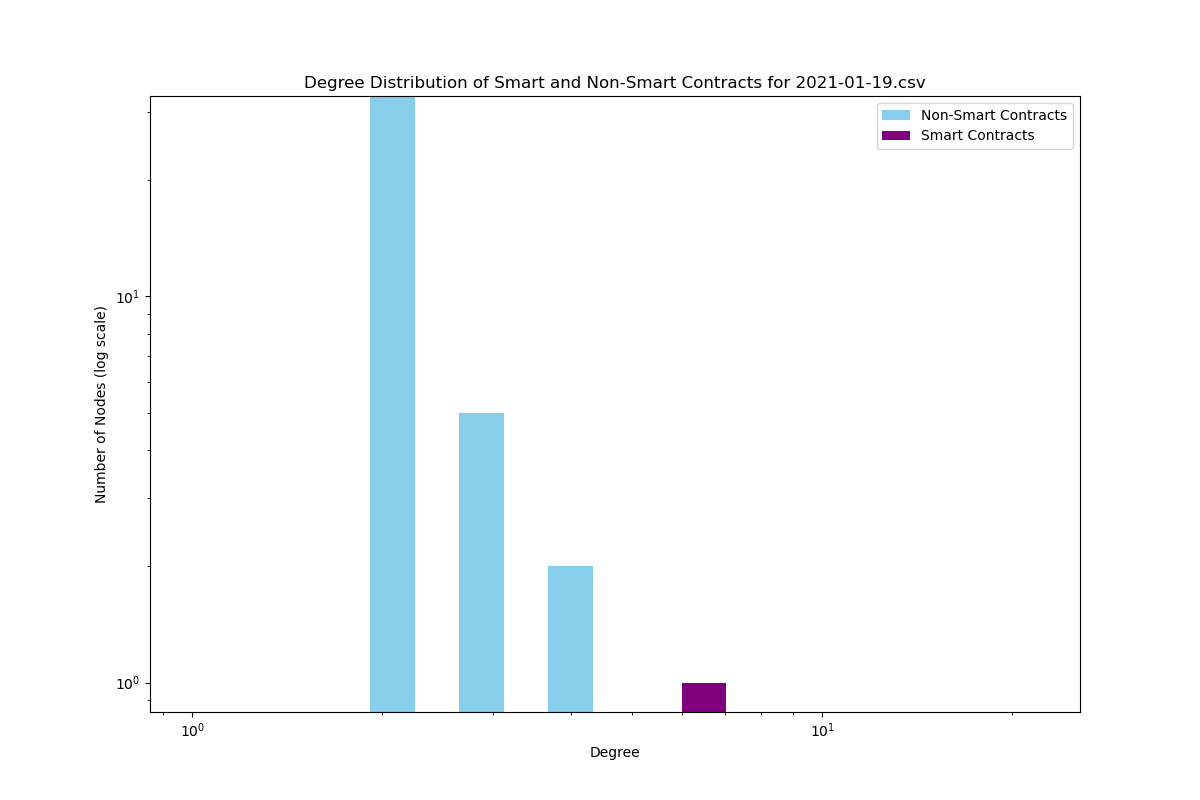 Degree Distribution of Smart and Non-Smart Contracts for 2021-01-19.csv
Non-Smart Contracts
Smart Contracts
Number of Nodes (log scale)
10¹
10⁰
10⁰ 10¹
Degree